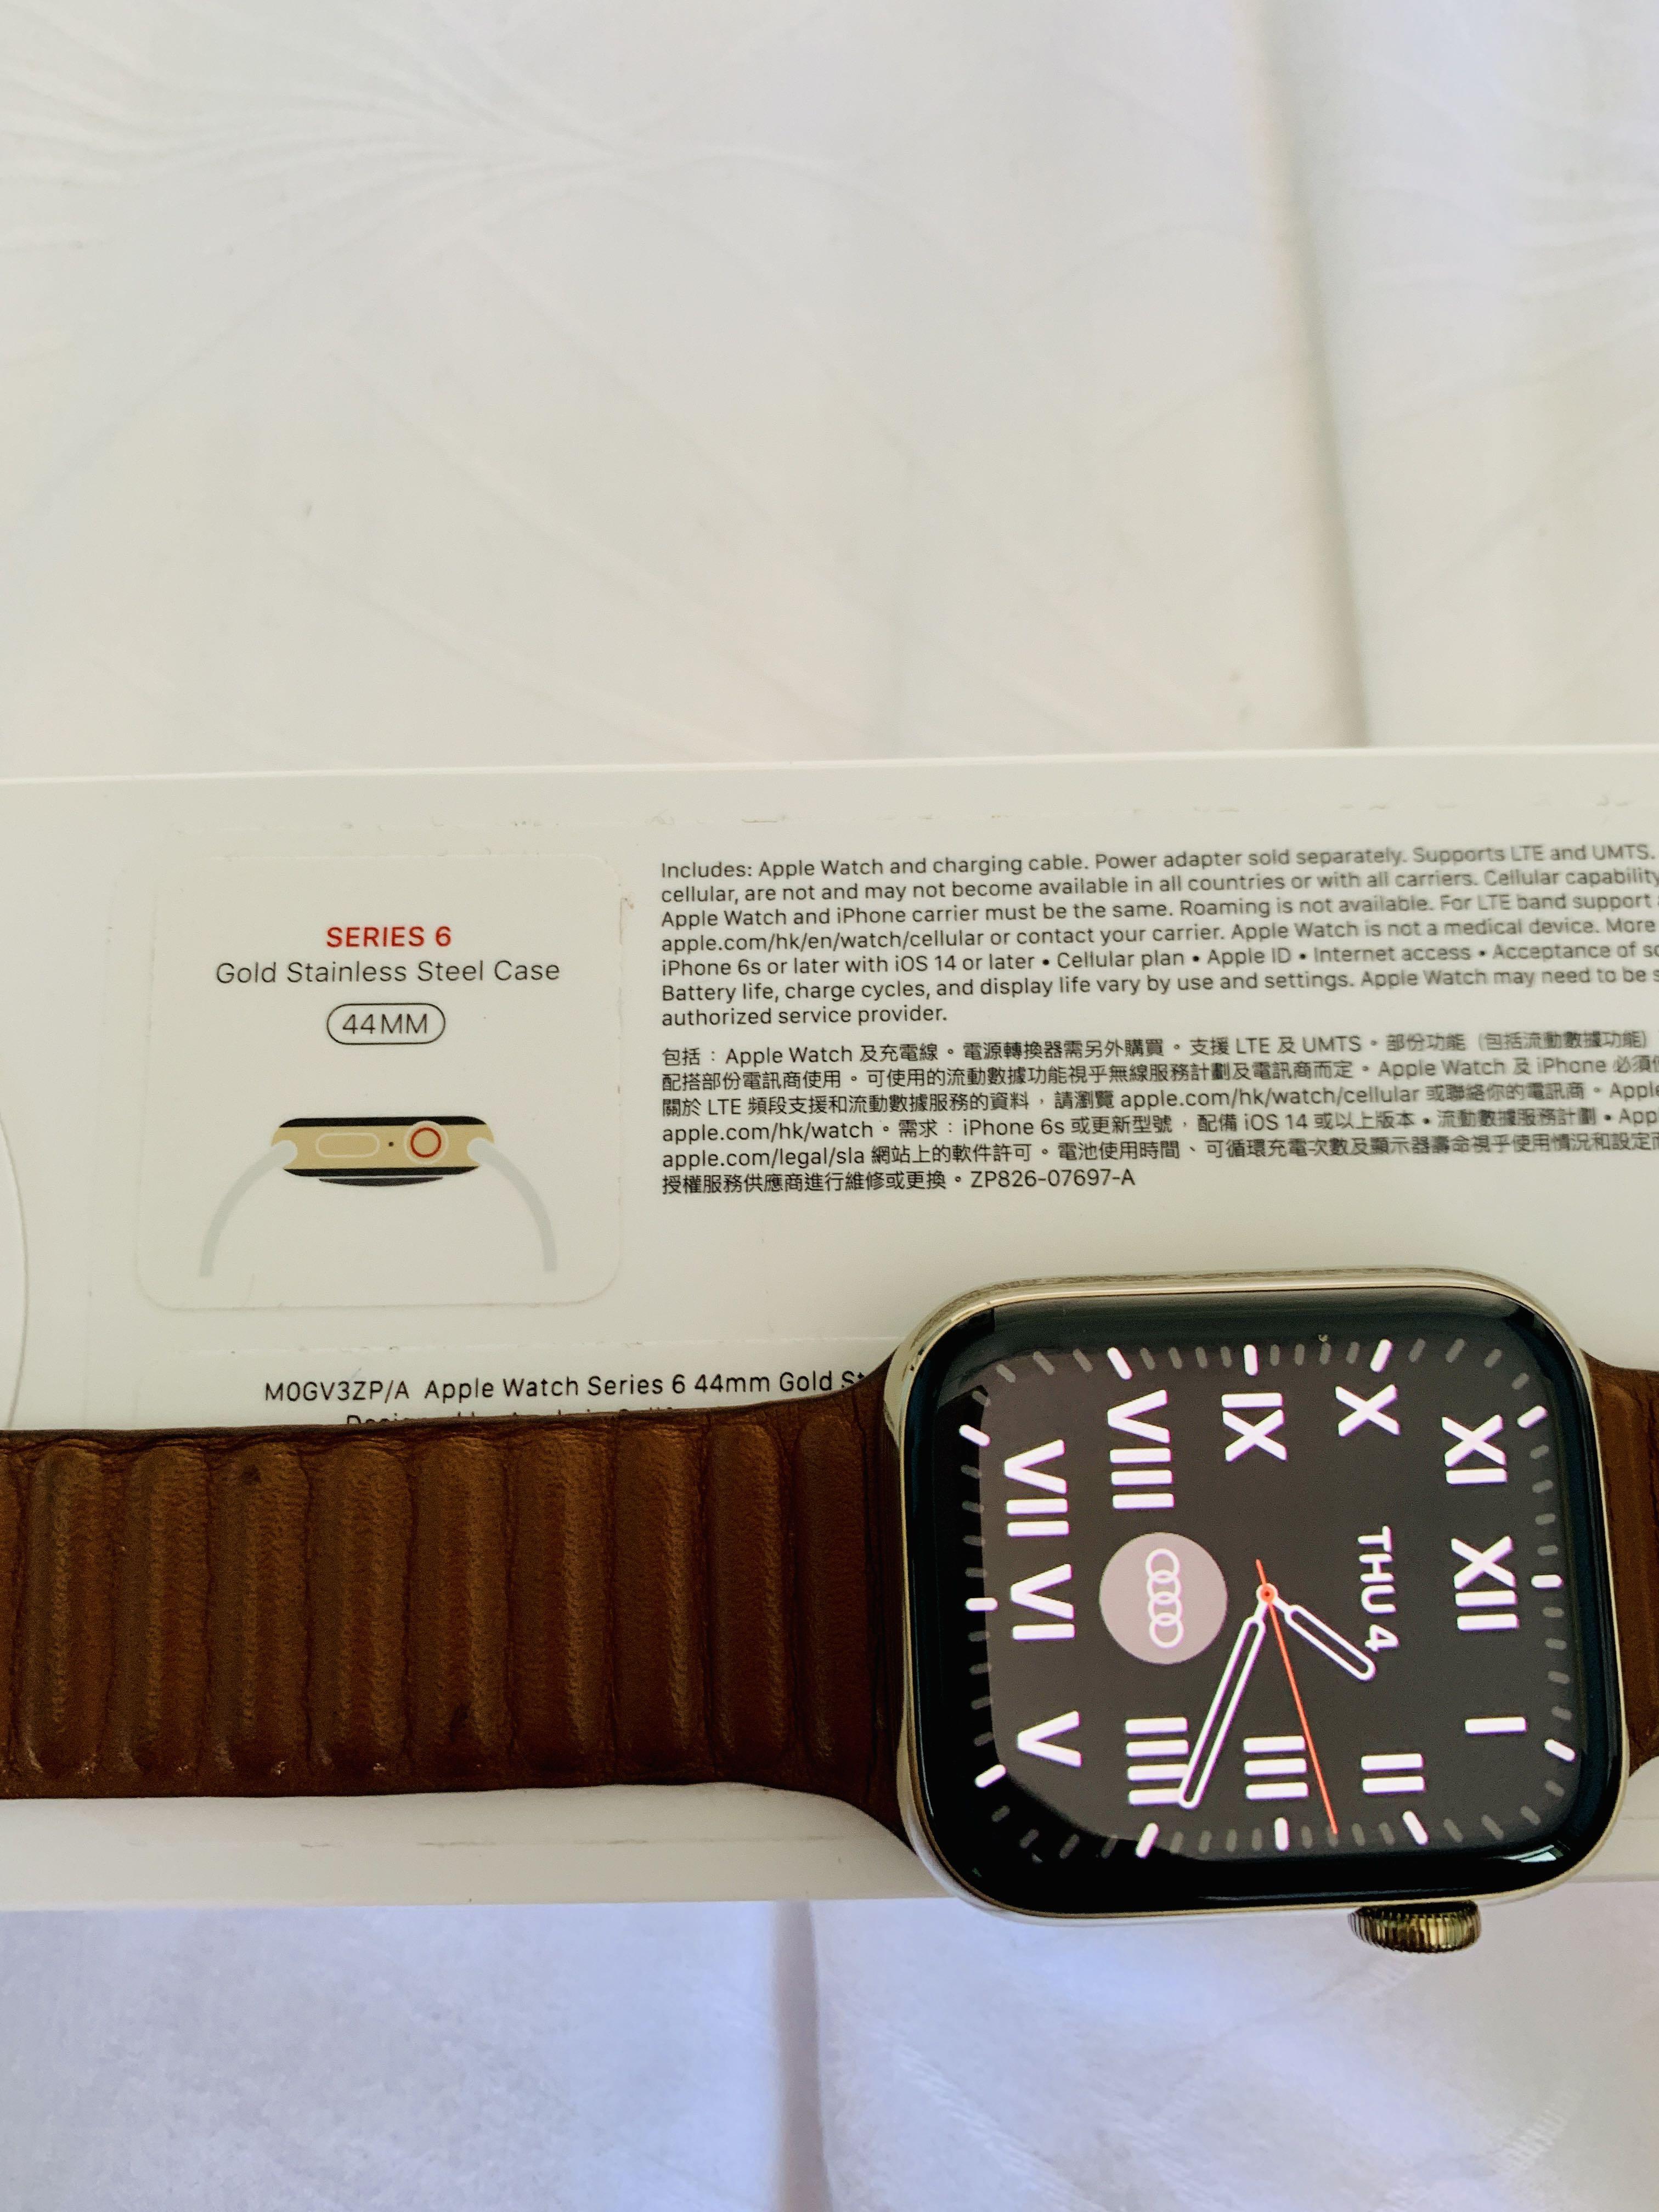 SERIES 6
Gold Stainless Steel Case
44MM
Includes: Apple Watch and charging cable. Power adapter sold separately. Supports LTE and UMTS.
cellular, are not and may not become available in all countries or with all carriers. Cellular capability
Apple Watch and iPhone carrier must be the same. Roaming is not available. For LTE band support
apple.com/hk/en/watch/cellular or contact your carrier. Apple Watch is not a medical device. More
iPhone 6s or later with iOS 14 or later • Cellular plan • Apple ID • Internet access • Acceptance of
Battery life, charge cycles, and display life vary by use and settings. Apple Watch may need to be
authorized service provider.
包括：Apple Watch 及充電線。電源轉換器需另外購買。支援 LTE 及 UMTS。部份功能（包括流動數據功能）
配搭部份電訊商使用。可使用的流動數據功能視乎無線服務計劃及電訊商而定。Apple Watch 及 iPhone 必須
關於 LTE 頻段支援和流動數據服務的資料，請瀏覽 apple.com/hk/watch/cellular 或聯絡你的電訊商。Apple
apple.com/hk/watch。需求：iPhone 6s 或更新型號，配備 iOS 14 或以上版本 • 流動數據服務計劃 • App
apple.com/legal/sla 網站上的軟件許可。電池使用時間、可循環充電次數及顯示器壽命視乎使用情況和設定
授權服務供應商進行維修或更換。ZP826-07697-A
M0GV3ZP/A Apple Watch Series 6 44mm Gold
XII
I
II
III
IIII
V
VI
VII
VIII
IX
X
XI
THU 4